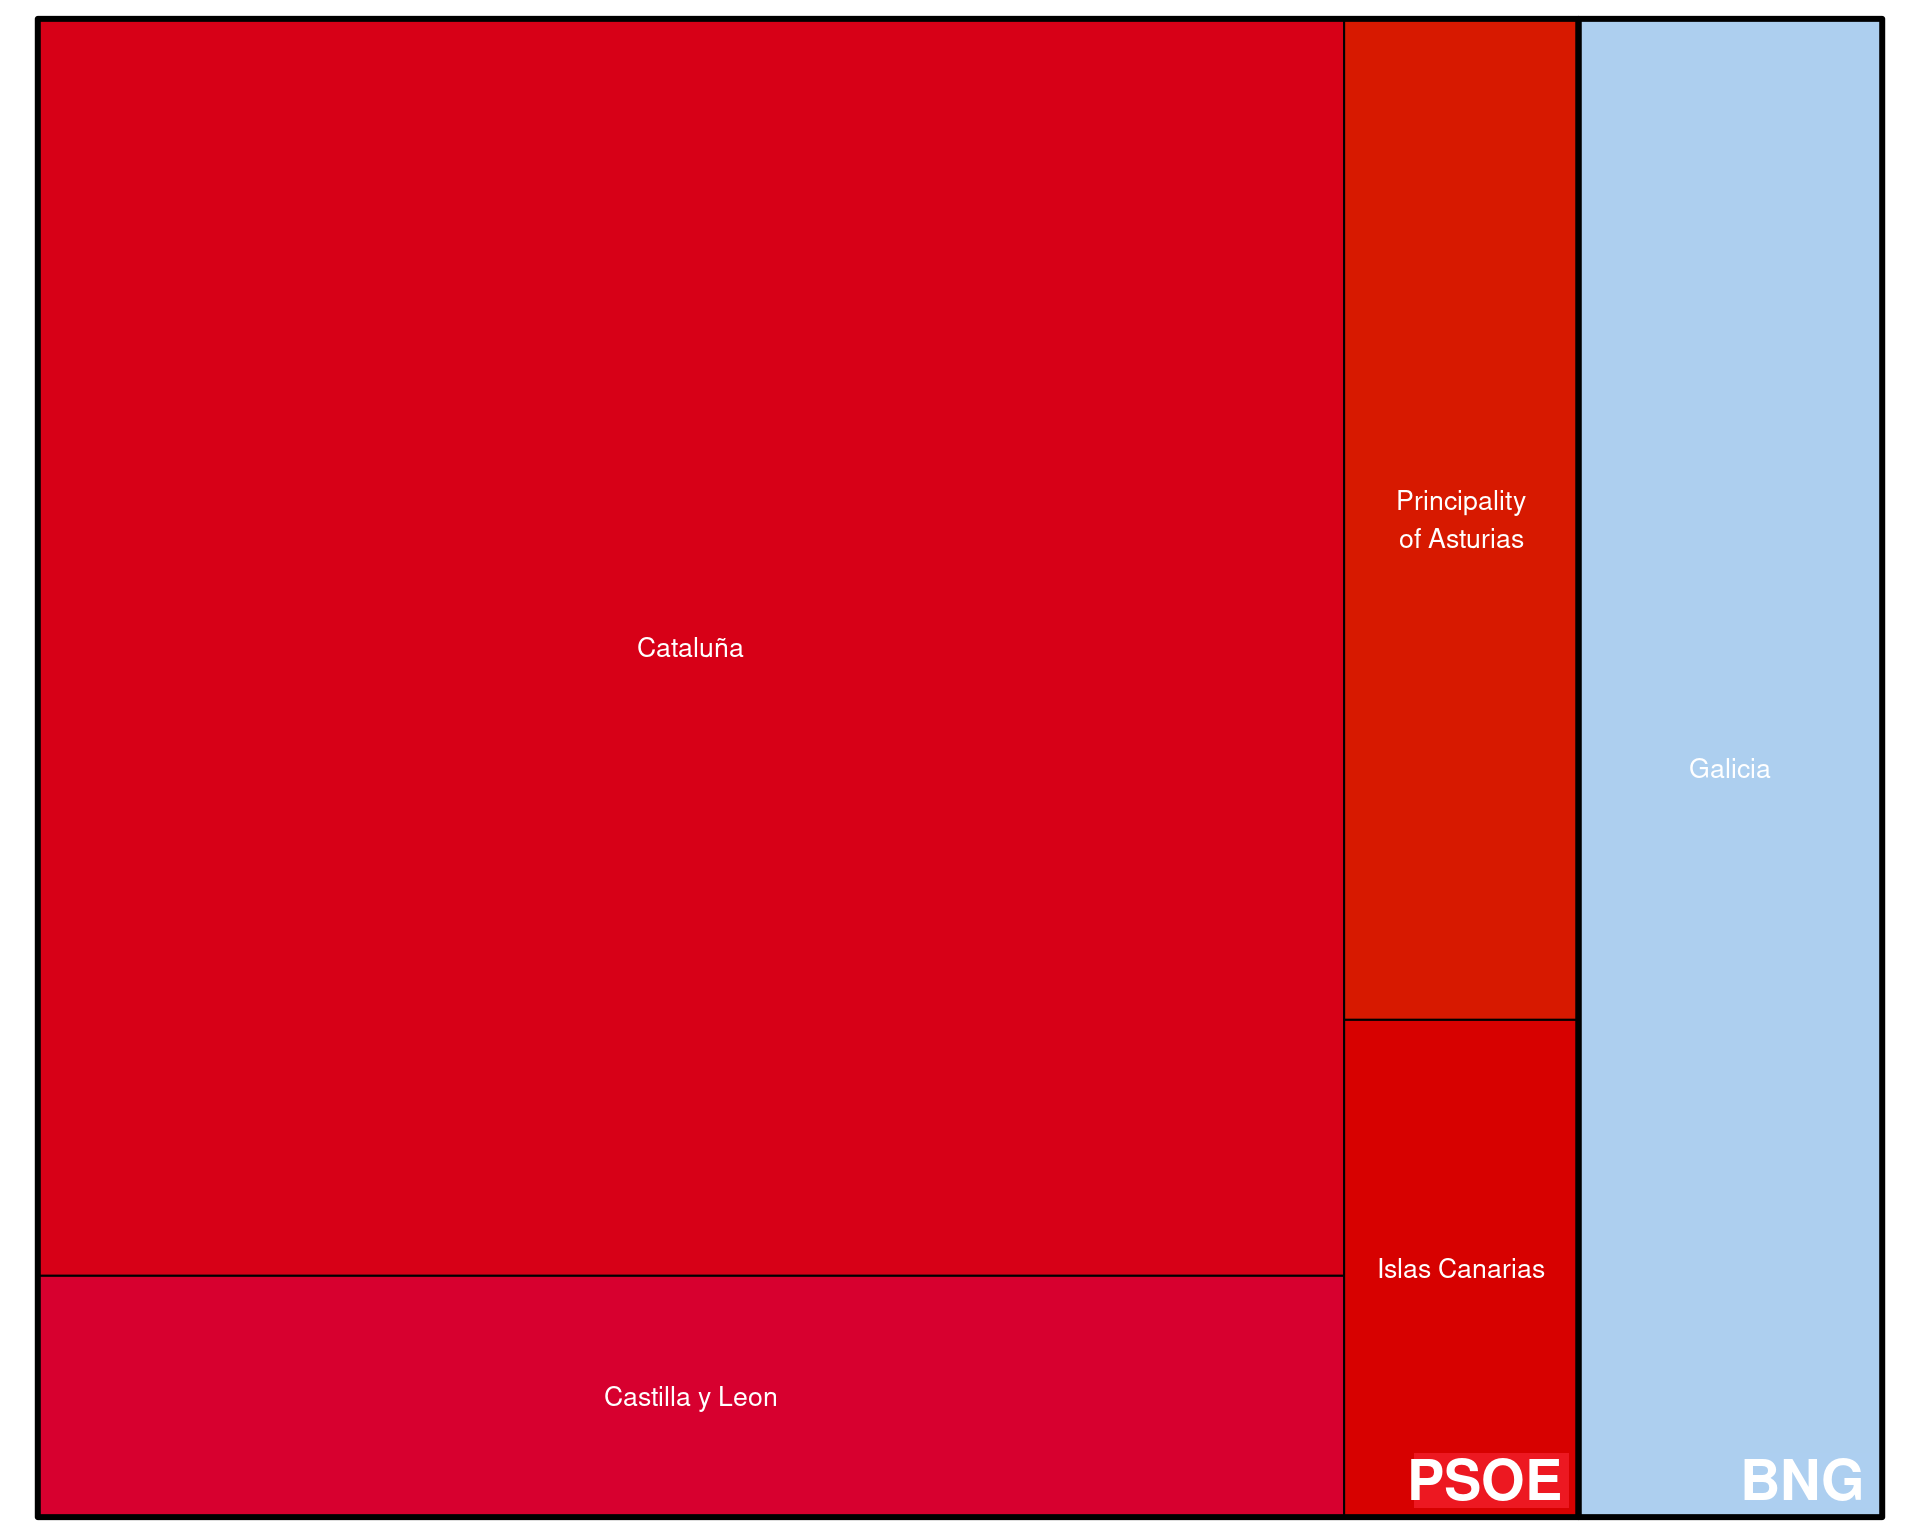 Principality
of Asturias
Cataluña
Galicia
Islas Canarias
Castilla y Leon
PSOE
BNG